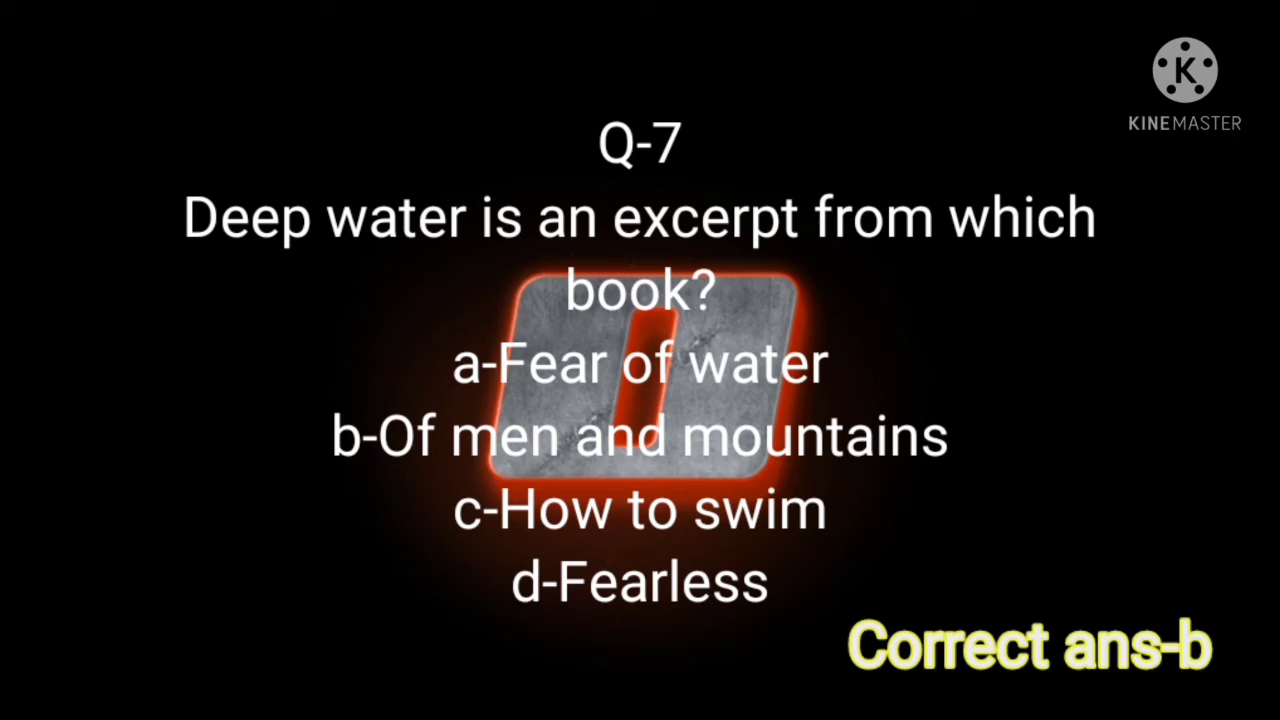 K
KINEMASTER
Q-7
Deep water is an excerpt from which
book?
a-Fear of water
b-Of men and mountains
c-How to swim
d-Fearless
Correct ans-b